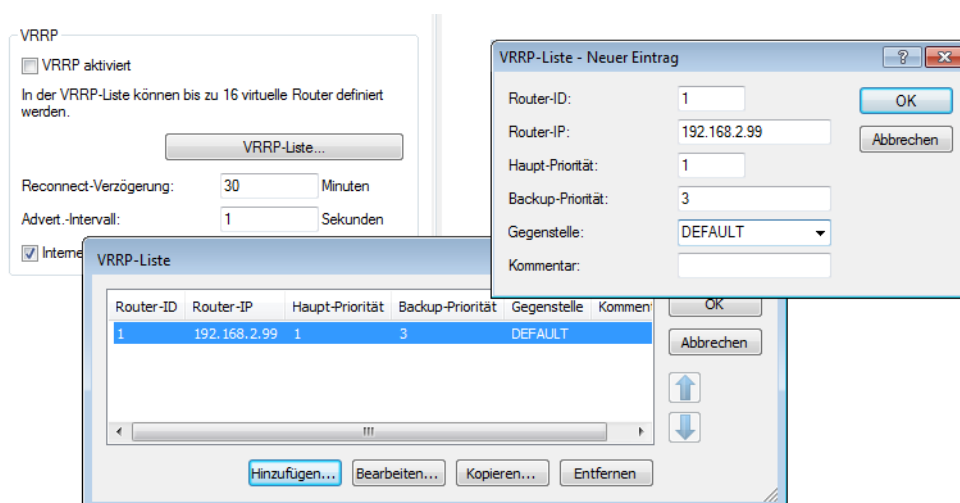 VRRP
VRRP aktiviert
In der VRRP-Liste können bis zu 16 virtuelle Router definiert
werden.
VRRP-Liste...
Reconnect-Verzögerung: 30 Minuten
Advert.-Intervall: 1 Sekunden
VRRP-Liste - Neuer Eintrag
Router-ID: 1
OK
Router-IP: 192.168.2.99
Abbrechen
Haupt-Priorität: 1
Backup-Priorität: 3
Gegenstelle: DEFAULT
Kommentar:
VRRP-Liste
Router-ID Router-IP Haupt-Priorität Backup-Priorität Gegenstelle Kommen
1 192.168.2.99 1 3 DEFAULT
OK
Abbrechen
Hinzufügen... Bearbeiten... Kopieren... Entfernen